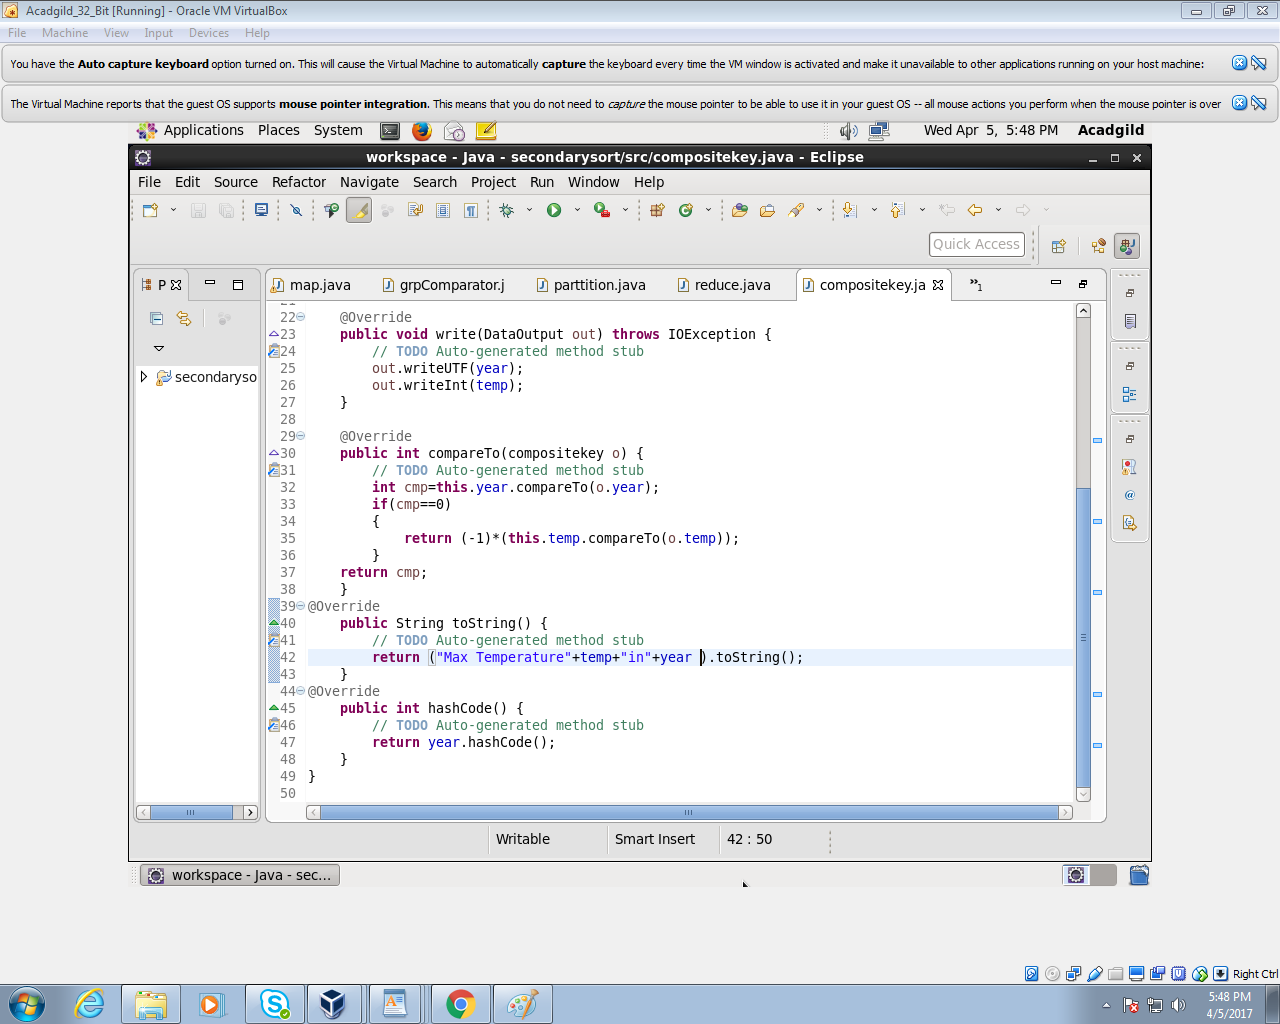 Acadgild_32_Bit [Running] - Oracle VM VirtualBox
File Machine View Input Devices Help
You have the Auto capture keyboard option turned on. This will cause the Virtual Machine to automatically capture the keyboard every time the VM window is activated and make it unavailable to other applications running on your host machine:
The Virtual Machine reports that the guest OS supports mouse pointer integration. This means that you do not need to capture the mouse pointer to be able to use it in your guest OS -- all mouse actions you perform when the mouse pointer is over
Applications Places System Wed Apr 5, 5:48 PM Acadgild
workspace - Java - secondarysort/src/compositekey.java - Eclipse
File Edit Source Refactor Navigate Search Project Run Window Help
Quick Access
P map.java grpComparator.j parttition.java reduce.java compositekey.ja »1
secondaryso
21
22 @Override
23 public void write(DataOutput out) throws IOException {
24 // TODO Auto-generated method stub
25 out.writeUTF(year);
26 out.writeInt(temp);
27 }
28
29 @Override
30 public int compareTo(compositekey o) {
31 // TODO Auto-generated method stub
32 int cmp=this.year.compareTo(o.year);
33 if(cmp==0)
34 {
35 return (-1)*(this.temp.compareTo(o.temp));
36 }
37 return cmp;
38 }
39 @Override
40 public String toString() {
41 // TODO Auto-generated method stub
42 return ("Max Temperature"+temp+"in"+year ).toString();
43 }
44 @Override
45 public int hashCode() {
46 // TODO Auto-generated method stub
47 return year.hashCode();
48 }
49 }
50
Writable Smart Insert 42 : 50
workspace - Java - sec...
Right Ctrl
5:48 PM
4/5/2017